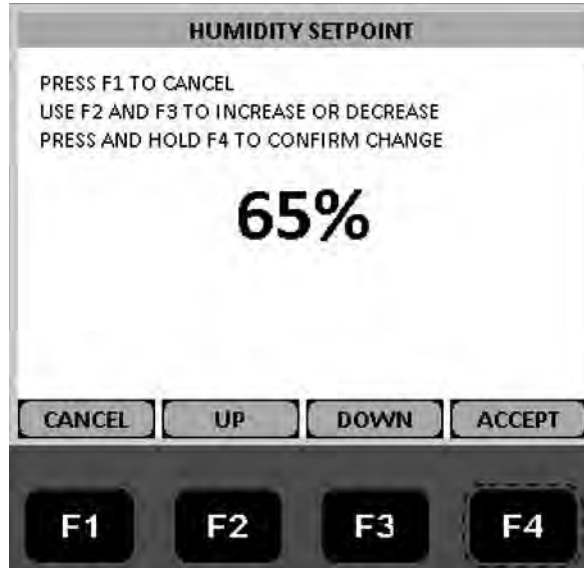 HUMIDITY SETPOINT
PRESS F1 TO CANCEL
USE F2 AND F3 TO INCREASE OR DECREASE
PRESS AND HOLD F4 TO CONFIRM CHANGE
65%
CANCEL UP DOWN ACCEPT
F1 F2 F3 F4